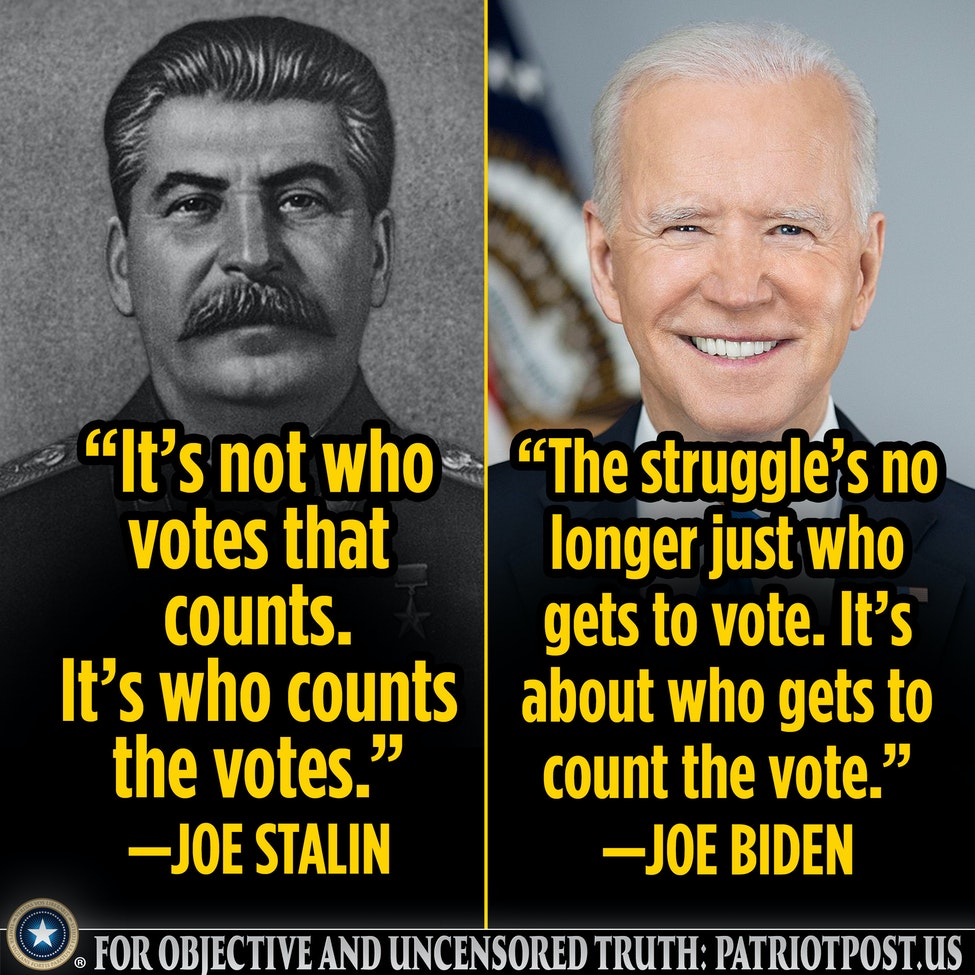 “It’s not who
votes that
counts.
It’s who counts
the votes.”
—JOE STALIN
“The struggle’s no
longer just who
gets to vote. It’s
about who gets to
count the vote.”
—JOE BIDEN
® FOR OBJECTIVE AND UNCENSORED TRUTH: PATRIOTPOST.US